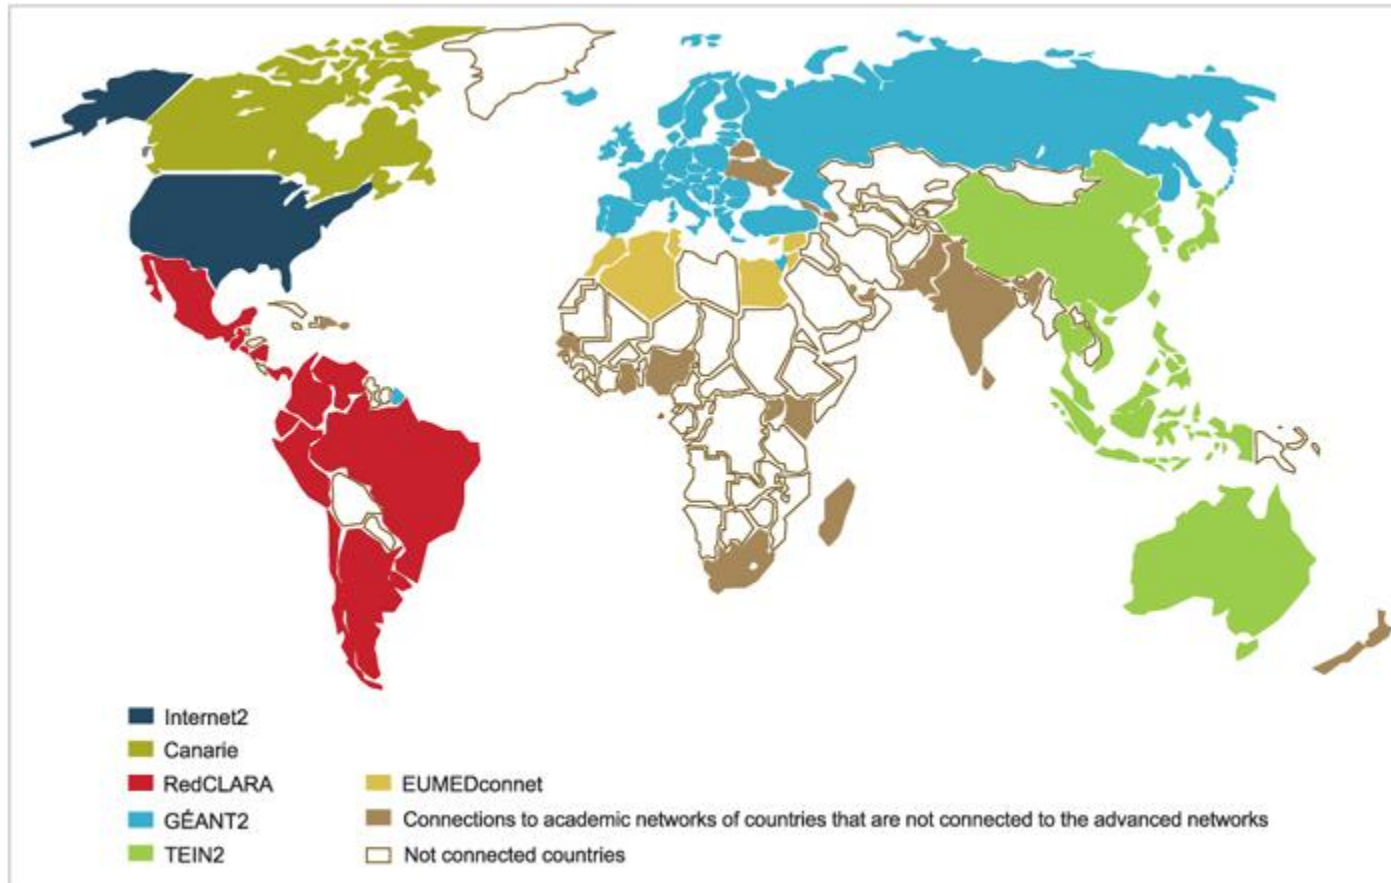 Internet2
Canarie
RedCLARA
GÉANT2
TEIN2
EUMEDconnet
Connections to academic networks of countries that are not connected to the advanced networks
Not connected countries